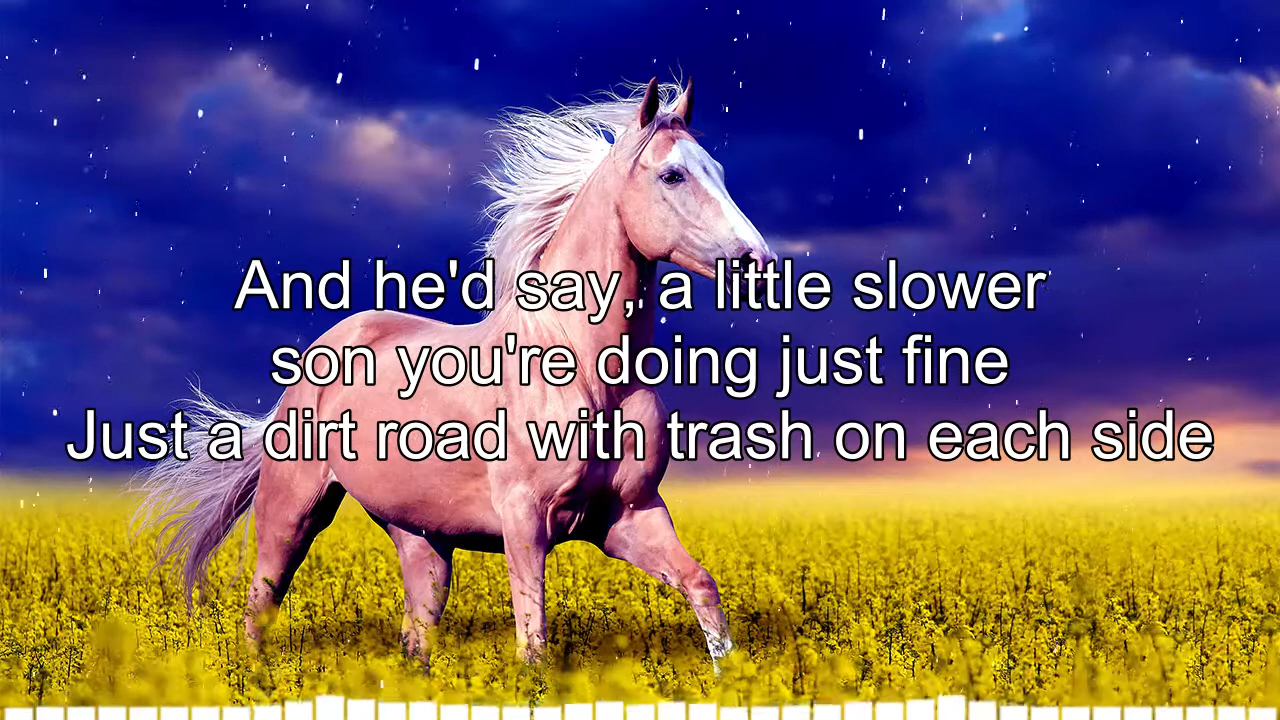 And he'd say, a little slower
son you're doing just fine
Just a dirt road with trash on each side